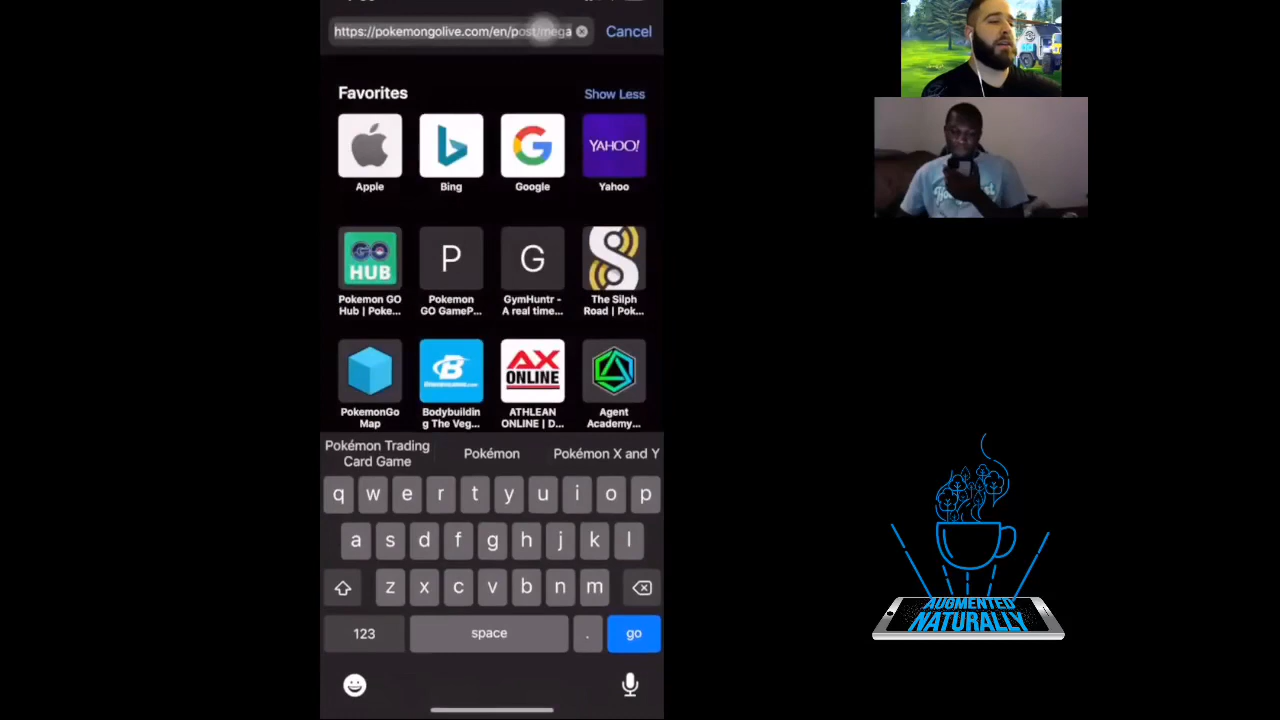 https://pokemongolive.com/en/post/mega
Cancel
Favorites
Show Less
YAHOO!
Apple
Bing
Google
Yahoo
GO
HUB
P
G
S
Pokemon GO
Hub | Poke...
Pokemon
GO GameP...
GymHuntr -
A real time...
The Silph
Road | Pok...
B
AX
ONLINE
PokemonGo
Map
Bodybuildin
g The Veg...
ATHLEAN
ONLINE | D...
Agent
Academy...
Pokémon Trading
Card Game
Pokémon
Pokémon X and Y
q w e r t y u i o p
a s d f g h j k l
z x c v b n m
123
space
.
go
AUGMENTED
NATURALLY